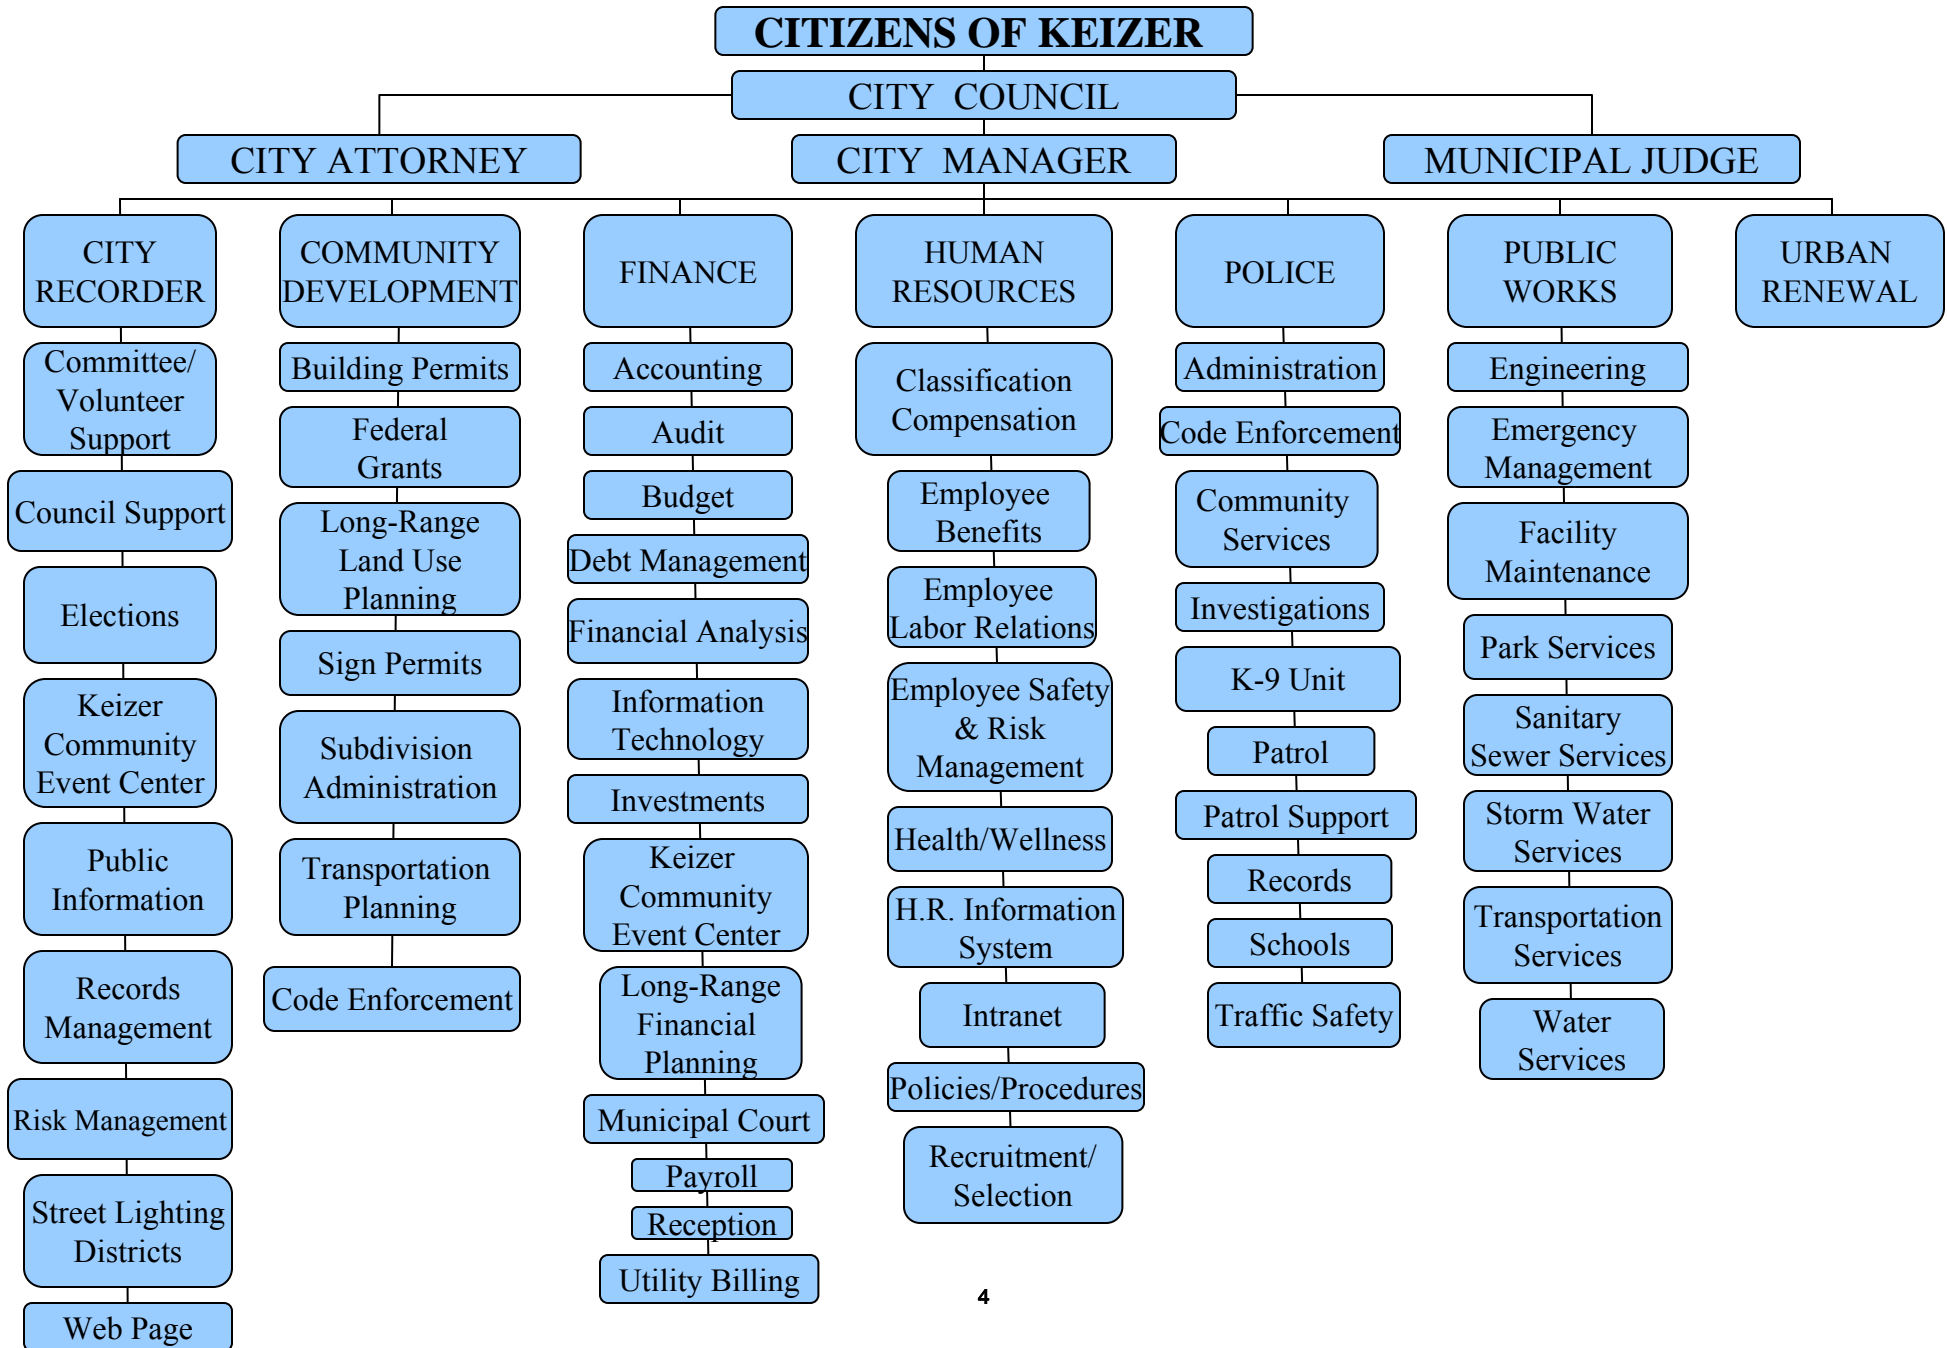 CITIZENS OF KEIZER
CITY COUNCIL
CITY ATTORNEY
CITY MANAGER
MUNICIPAL JUDGE
CITY
RECORDER
Committee/
Volunteer
Support
Council Support
Elections
Keizer
Community
Event Center
Public
Information
Records
Management
Risk Management
Street Lighting
Districts
Web Page
COMMUNITY
DEVELOPMENT
Building Permits
Federal
Grants
Long-Range
Land Use
Planning
Sign Permits
Subdivision
Administration
Transportation
Planning
Code Enforcement
FINANCE
Accounting
Audit
Budget
Debt Management
Financial Analysis
Information
Technology
Investments
Keizer
Community
Event Center
Long-Range
Financial
Planning
Municipal Court
Payroll
Reception
Utility Billing
HUMAN
RESOURCES
Classification
Compensation
Employee
Benefits
Employee
Labor Relations
Employee Safety
& Risk
Management
Health/Wellness
H.R. Information
System
Intranet
Policies/Procedures
Recruitment/
Selection
POLICE
Administration
Code Enforcement
Community
Services
Investigations
K-9 Unit
Patrol
Patrol Support
Records
Schools
Traffic Safety
PUBLIC
WORKS
Engineering
Emergency
Management
Facility
Maintenance
Park Services
Sanitary
Sewer Services
Storm Water
Services
Transportation
Services
Water
Services
URBAN
RENEWAL
4